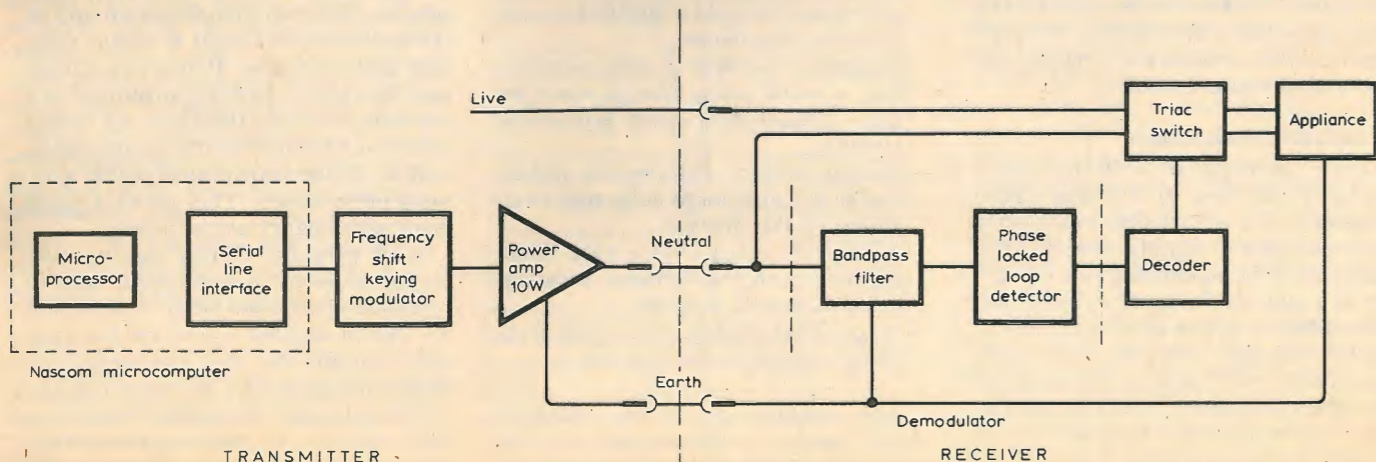 Live
Triac
switch
Appliance
Micro-
processor
Serial
line
interface
Frequency
shift
keying
modulator
Power
amp
10W
Neutral
Bandpass
filter
Phase
locked
loop
detector
Decoder
Nascom microcomputer
Earth
Demodulator
TRANSMITTER
RECEIVER